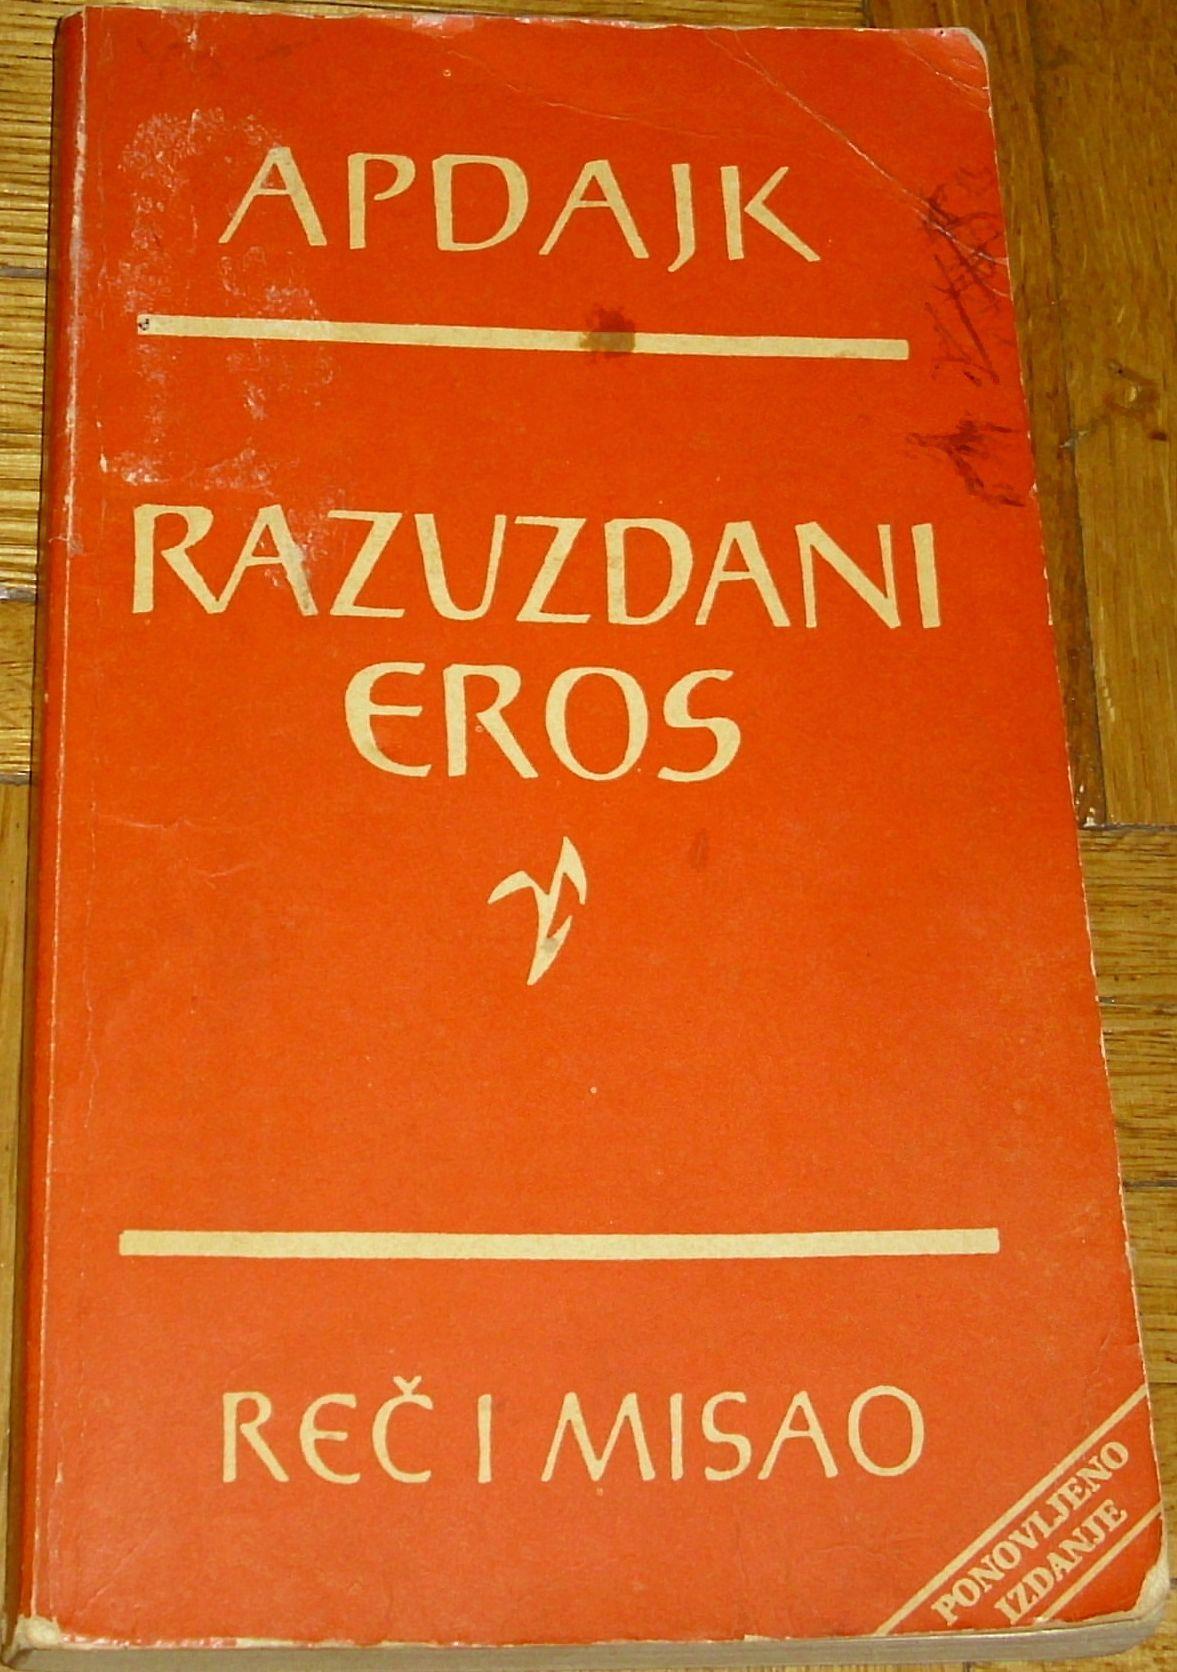 APDAJK
RAZUZDANI
EROS
REČ I MISAO
PONOVLJENO
IZDANJE